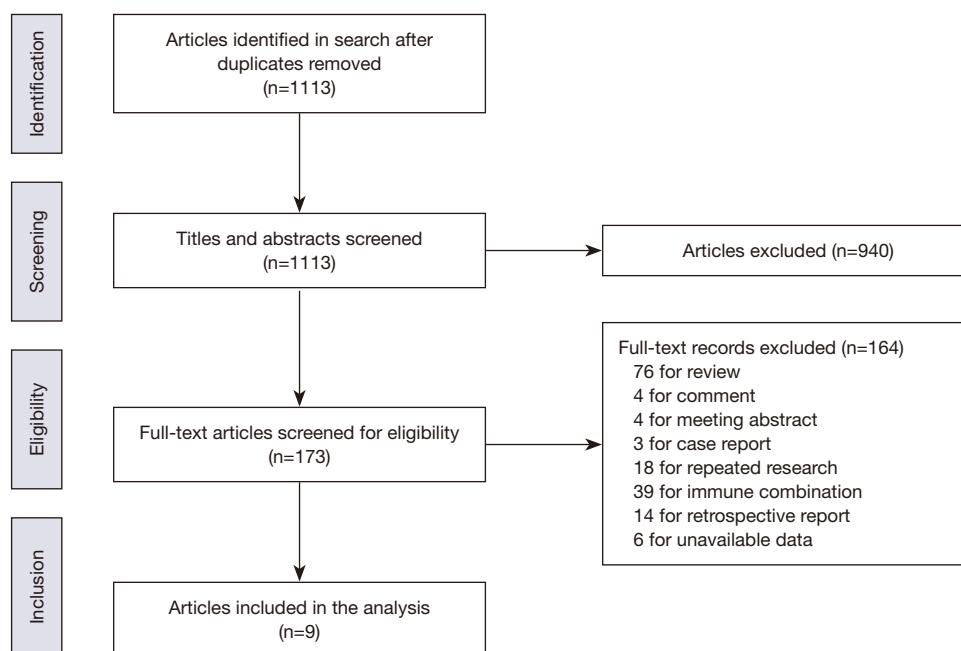 Identification
Articles identified in search after
duplicates removed
(n=1113)
Screening
Titles and abstracts screened
(n=1113)
Articles excluded (n=940)
Eligibility
Full-text articles screened for eligibility
(n=173)
Full-text records excluded (n=164)
76 for review
4 for comment
4 for meeting abstract
3 for case report
18 for repeated research
39 for immune combination
14 for retrospective report
6 for unavailable data
Inclusion
Articles included in the analysis
(n=9)